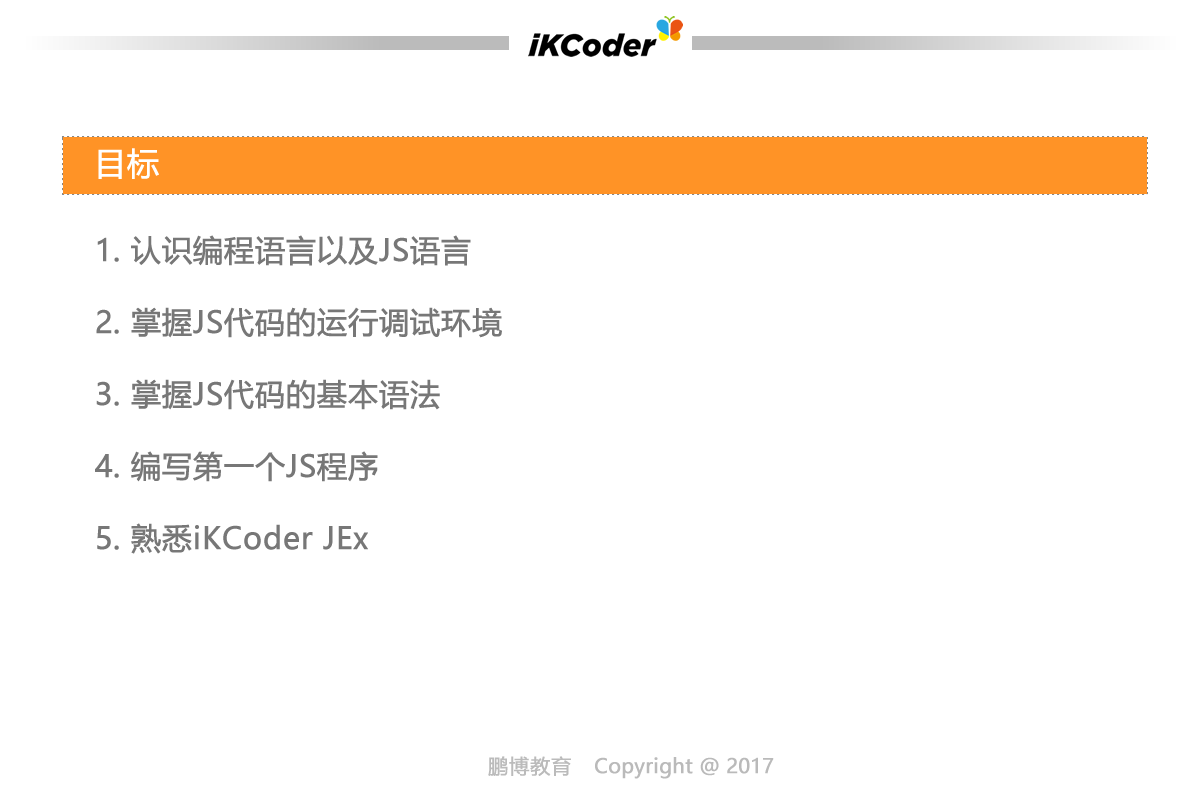 iKCoder
目标
1. 认识编程语言以及JS语言
2. 掌握JS代码的运行调试环境
3. 掌握JS代码的基本语法
4. 编写第一个JS程序
5. 熟悉iKCoder JEx
鹏博教育 Copyright @ 2017